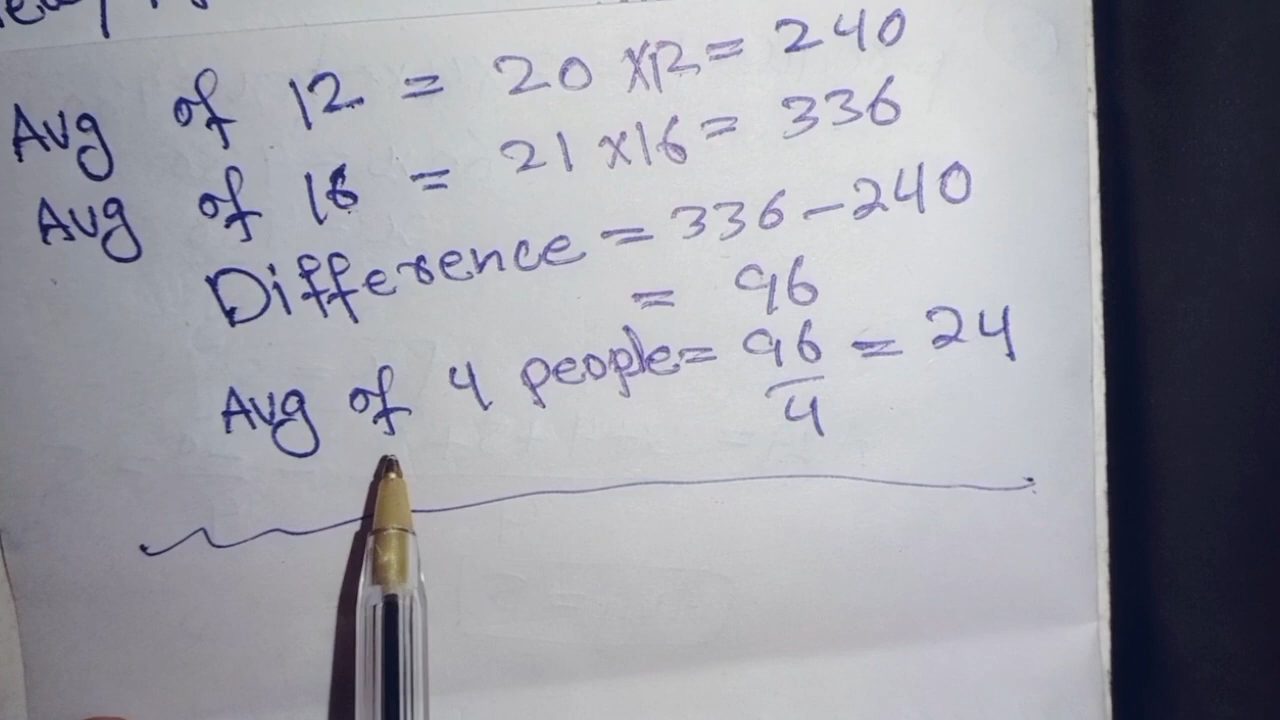 Avg of 12 = 20 x12= 240
Avg of 16 = 21 x16= 336
Difference = 336-240
= 96
Avg of 4 people= 96/4 = 24